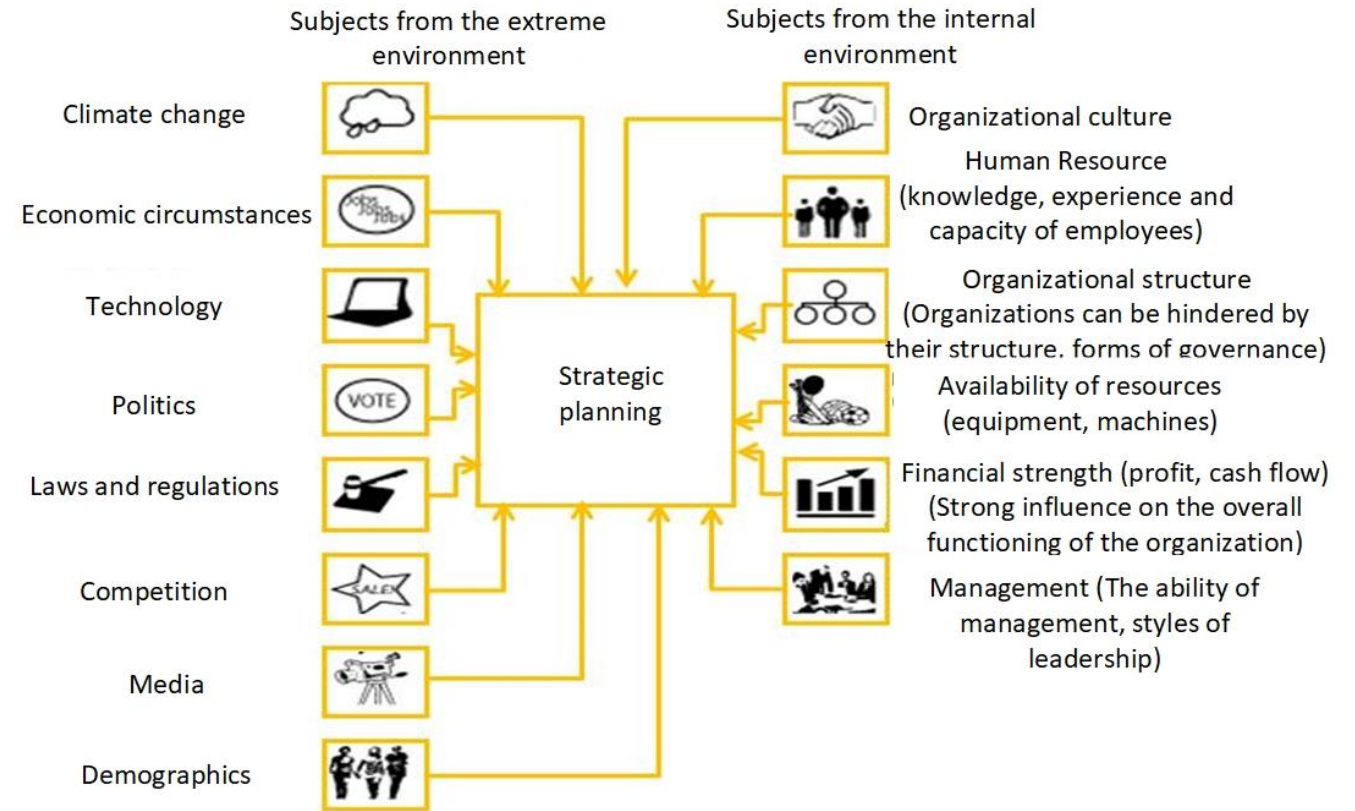 Subjects from the extreme
environment
Subjects from the internal
environment
Climate change
Economic circumstances
Jobs
Jobs
Jobs
Technology
Politics
VOTE
Laws and regulations
Competition
SALE
Media
Demographics
Strategic
planning
Organizational culture
Human Resource
(knowledge, experience and
capacity of employees)
Organizational structure
(Organizations can be hindered by
their structure, forms of governance)
Availability of resources
(equipment, machines)
Financial strength (profit, cash flow)
(Strong influence on the overall
functioning of the organization)
Management (The ability of
management, styles of
leadership)